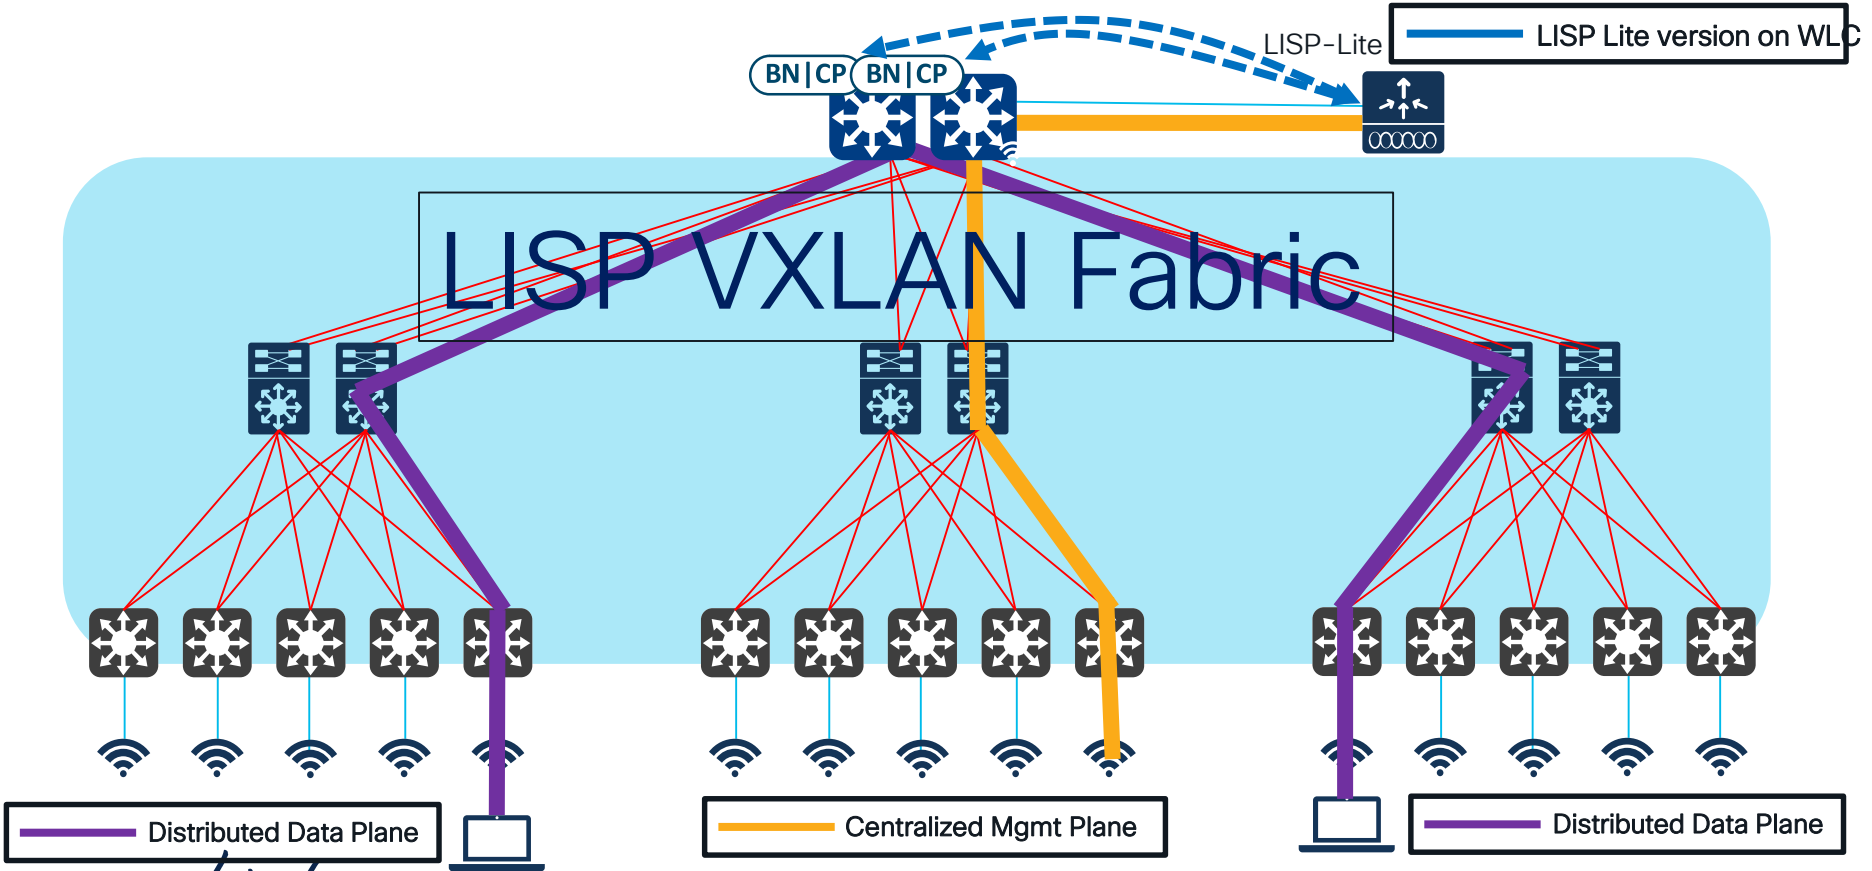 LISP Lite version on WLC
LISP-Lite
BN|CP
BN|CP
LISP VXLAN Fabric
Distributed Data Plane
Centralized Mgmt Plane
Distributed Data Plane